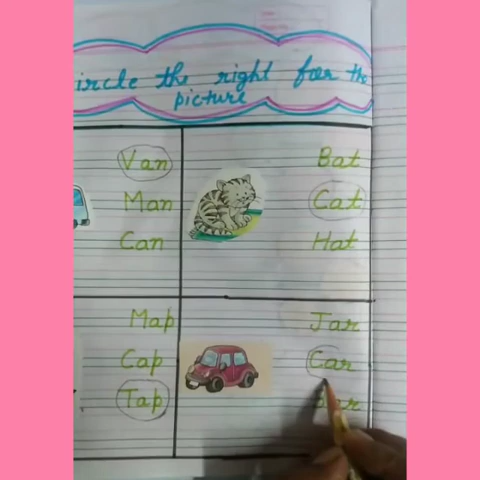 ircle the right for the
picture
Van
Man
Can
Bat
Cat
Hat
Map
Cap
Tap
Jar
Car